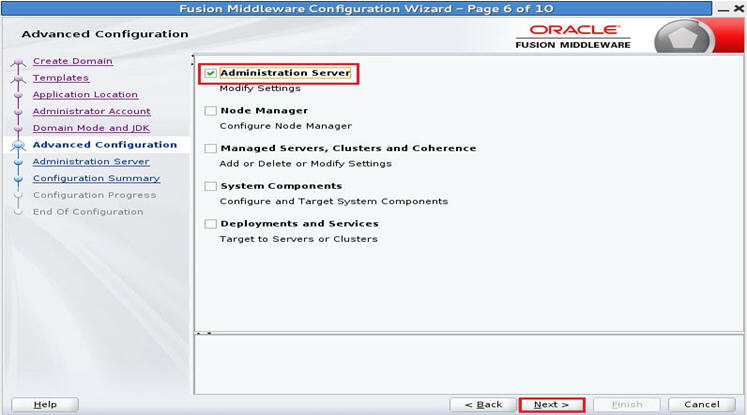 Fusion Middleware Configuration Wizard – Page 6 of 10
Advanced Configuration
ORACLE
FUSION MIDDLEWARE
Create Domain
Templates
Application Location
Administrator Account
Domain Mode and JDK
Advanced Configuration
Administration Server
Configuration Summary
Configuration Progress
End Of Configuration
Administration Server
Modify Settings
Node Manager
Configure Node Manager
Managed Servers, Clusters and Coherence
Add or Delete or Modify Settings
System Components
Configure and Target System Components
Deployments and Services
Target to Servers or Clusters
Help
< Back
Next >
Finish
Cancel